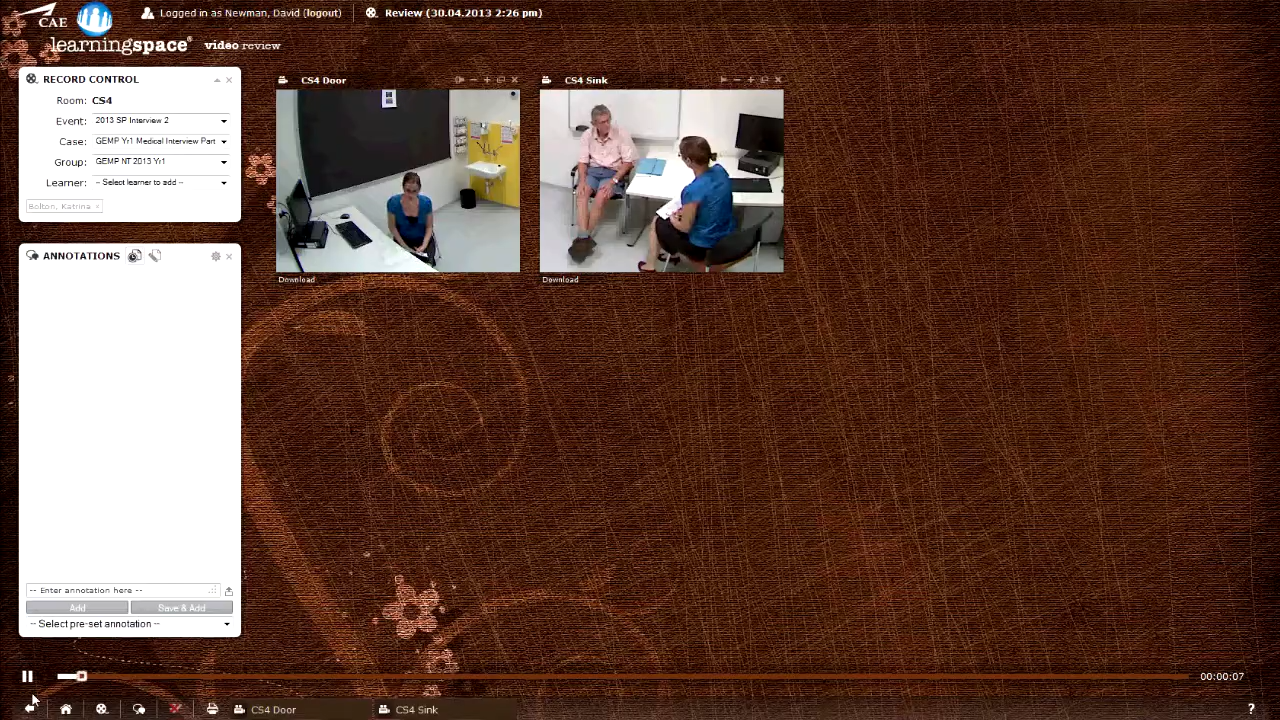 CAE
learningspace® video review
Logged in as Newman, David (logout)
Review (30.04.2013 2:26 pm)
RECORD CONTROL
Room: CS4
Event: 2013 SP Interview 2
Case: GEMP Yr1 Medical Interview Part
Group: GEMP NT 2013 Yr1
Learner: -- Select learner to add --
Bolton, Katrina ×
ANNOTATIONS
-- Enter annotation here --
Add
Save & Add
-- Select pre-set annotation --
CS4 Door
Download
CS4 Sink
Download
00:00:07
CS4 Door
CS4 Sink
?